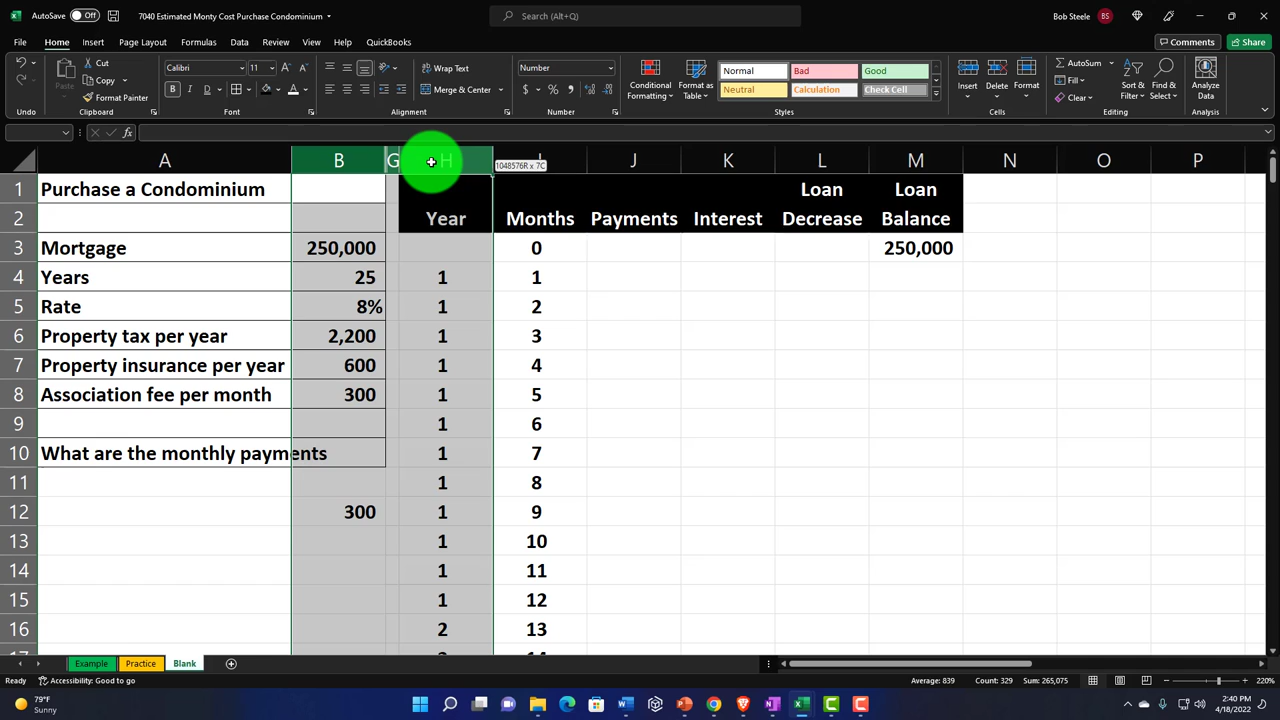 AutoSave Off 7040 Estimated Monty Cost Purchase Condominium Search (Alt+Q) Bob Steele BS
File Home Insert Page Layout Formulas Data Review View Help QuickBooks Comments Share
Cut Calibri 11 Wrap Text Number Normal Bad Good AutoSum
Copy Fill
Paste Format Painter B I U A Merge & Center $ % Conditional Formatting Format as Table Neutral Calculation Check Cell Insert Delete Format Clear Sort & Filter Find & Select Analyze Data
Undo Clipboard Font Alignment Number Styles Cells Editing Analysis
fx
A B G H 1048576R x 7C J K L M N O P
1 Purchase a Condominium Loan Loan
2 Year Months Payments Interest Decrease Balance
3 Mortgage 250,000 0 250,000
4 Years 25 1 1
5 Rate 8% 1 2
6 Property tax per year 2,200 1 3
7 Property insurance per year 600 1 4
8 Association fee per month 300 1 5
9 1 6
10 What are the monthly payments 1 7
11 1 8
12 300 1 9
13 1 10
14 1 11
15 1 12
16 2 13
Example Practice Blank
Ready Accessibility: Good to go Average: 839 Count: 329 Sum: 265,075 220%
79°F
Sunny
2:40 PM
4/18/2022